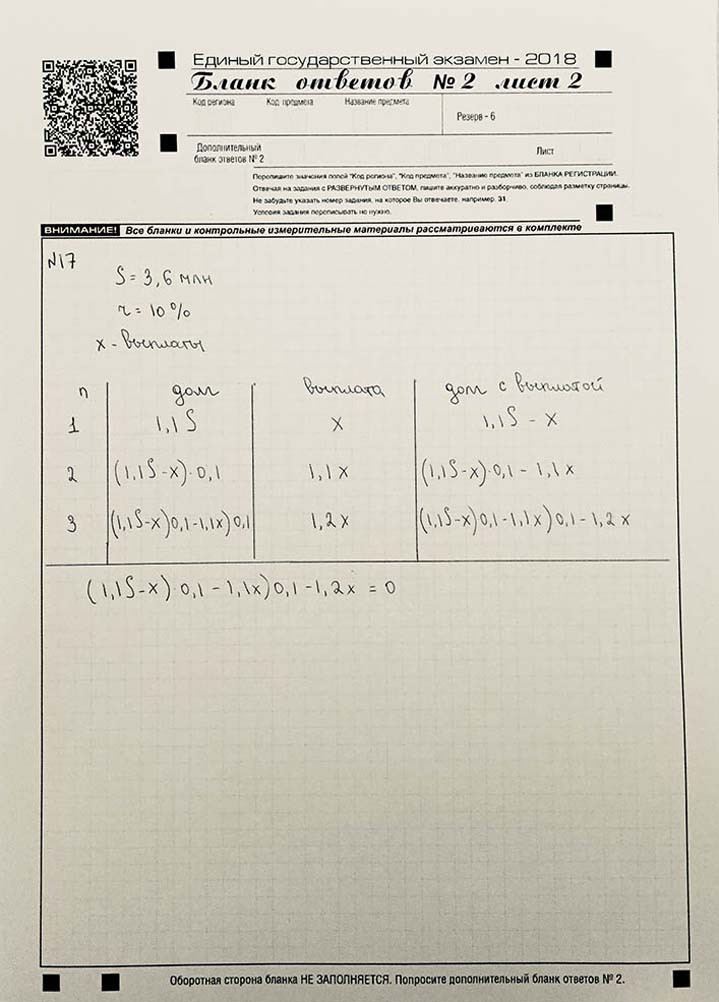 Единый государственный экзамен - 2018
Бланк ответов № 2 лист 2
Код региона Код предмета Название предмета
Резерв - 6
Дополнительный
бланк ответов № 2
Лист
Перепишите значения полей "Код региона", "Код предмета", "Название предмета" из БЛАНКА РЕГИСТРАЦИИ.
Отвечая на задания с РАЗВЕРНУТЫМ ОТВЕТОМ, пишите аккуратно и разборчиво, соблюдая разметку страницы.
Не забудьте указать номер задания, на которое Вы отвечаете, например, 31.
Условия задания переписывать не нужно.
ВНИМАНИЕ! Все бланки и контрольные измерительные материалы рассматриваются в комплекте
№17
S = 3,6 млн
r = 10 %
x - выплаты
n долг выплата долг с выплатой
1 1,1S x 1,1S - x
2 (1,1S-x)·0,1 1,1x (1,1S-x)·0,1 - 1,1x
3 (1,1S-x)0,1-1,1x)0,1 1,2x (1,1S-x)0,1-1,1x)0,1-1,2x
(1,1S-x)·0,1-1,1x)0,1-1,2x = 0
Оборотная сторона бланка НЕ ЗАПОЛНЯЕТСЯ. Попросите дополнительный бланк ответов № 2.